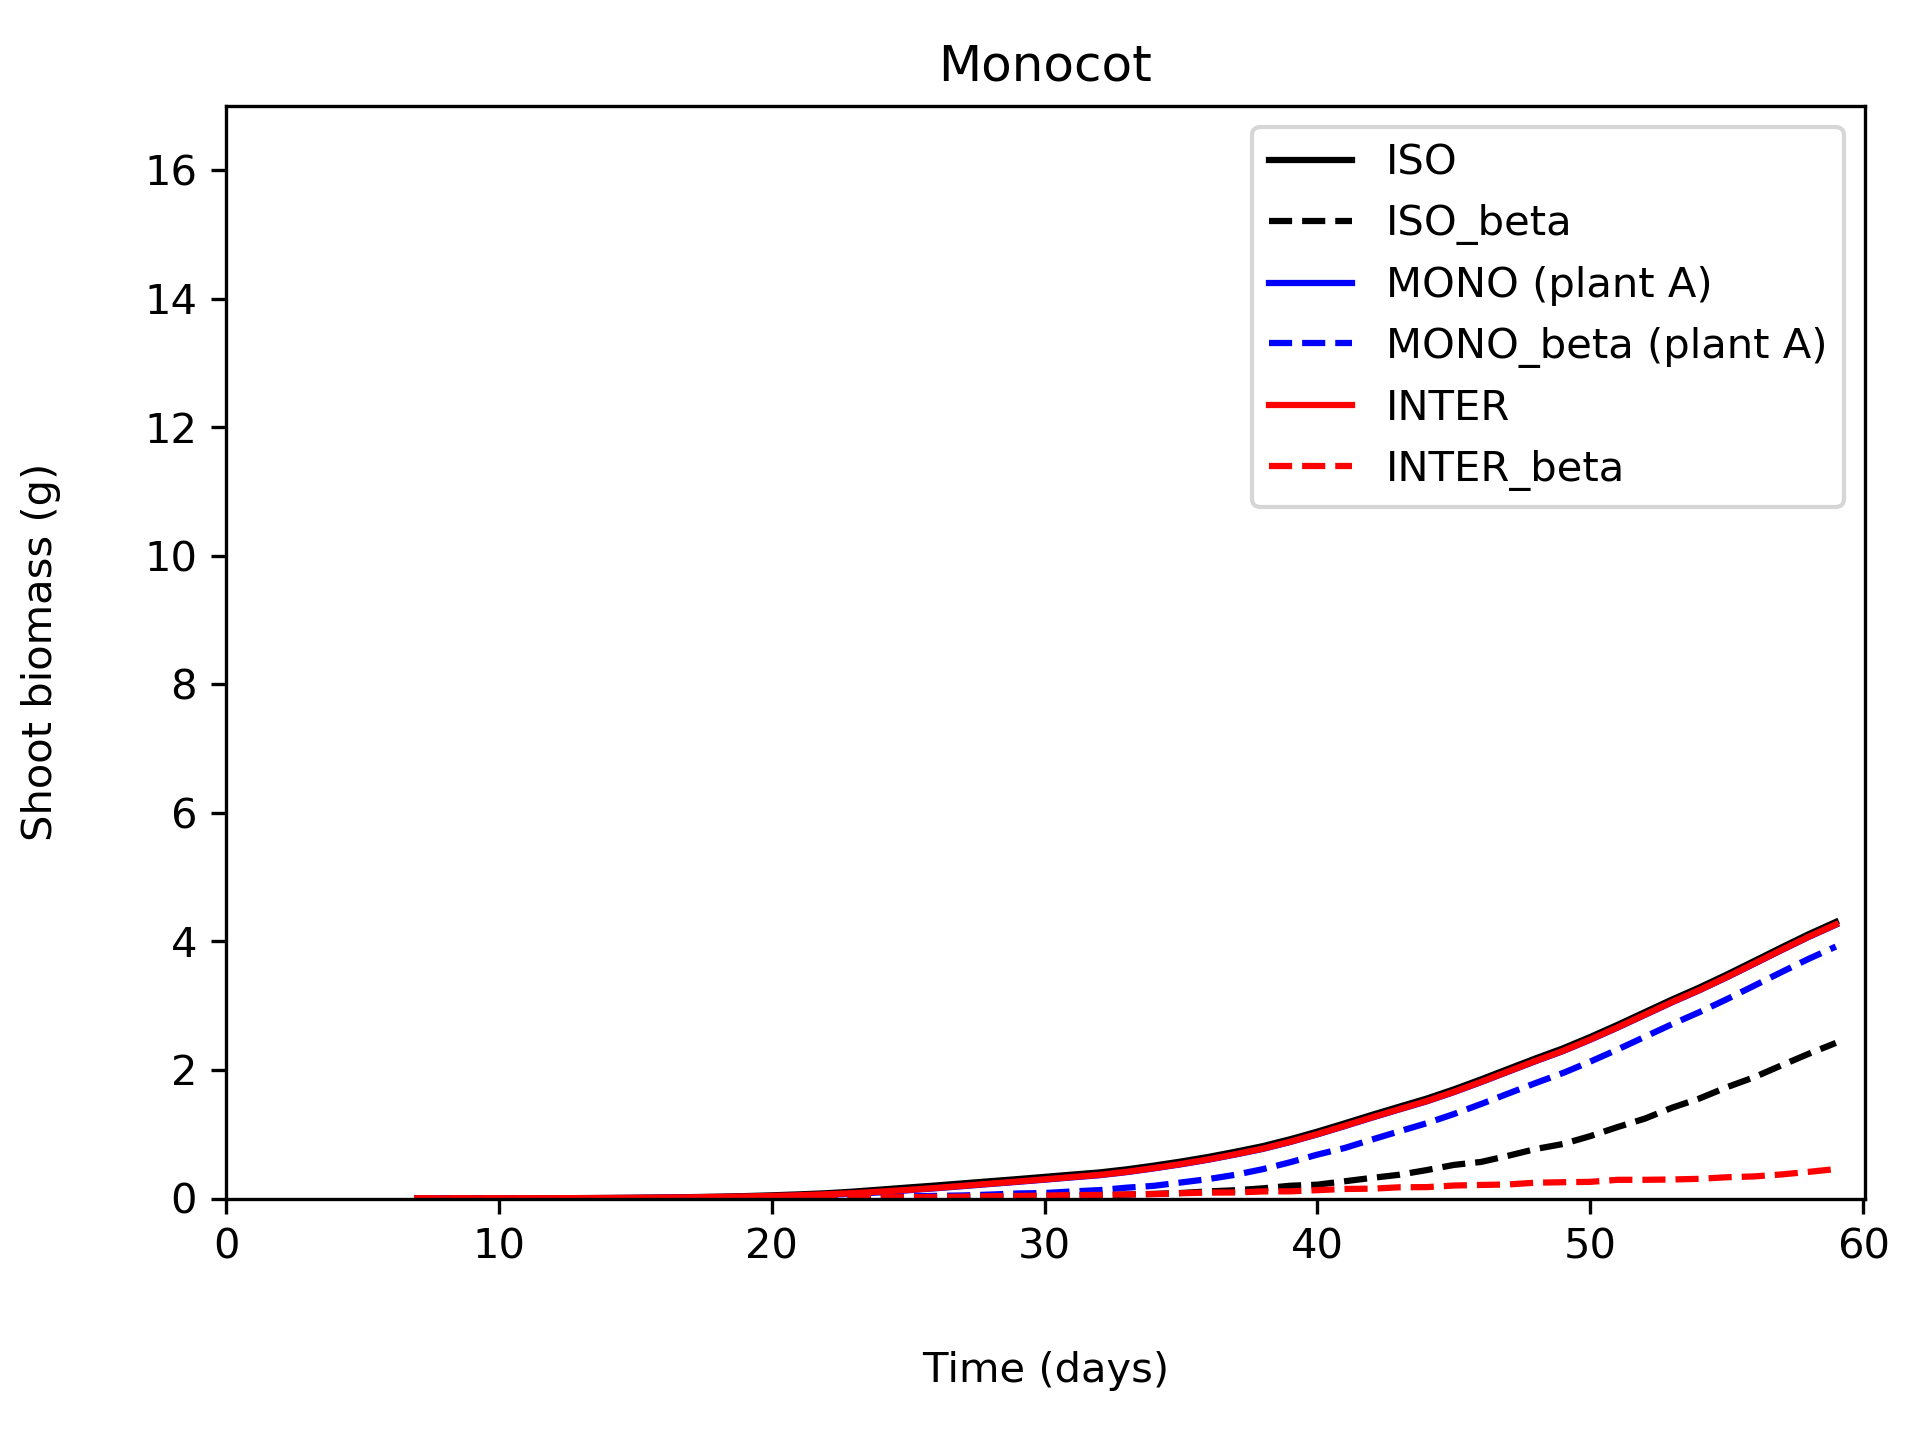 Monocot
16
14
12
10
8
6
4
2
0
Shoot biomass (g)
ISO
ISO_beta
MONO (plant A)
MONO_beta (plant A)
INTER
INTER_beta
0 10 20 30 40 50 60
Time (days)